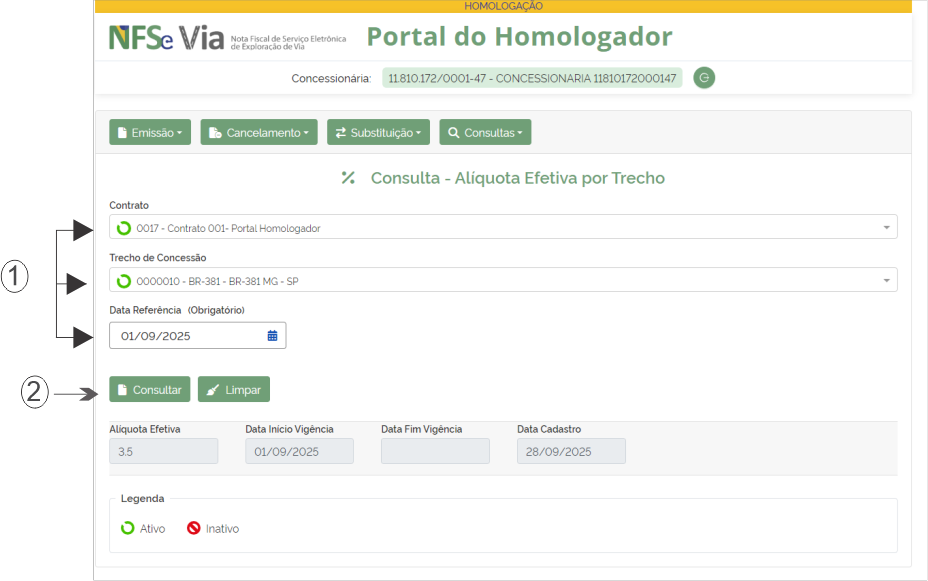 HOMOLOGAÇÃO
NFSe Via Nota Fiscal de Serviço Eletrônica
de Exploração de Via
Portal do Homologador
Concessionária: 11.810.172/0001-47 - CONCESSIONARIA 11810172000147
Emissão Cancelamento Substituição Consultas
Consulta - Alíquota Efetiva por Trecho
Contrato
0017 - Contrato 001- Portal Homologador
Trecho de Concessão
1
0000010 - BR-381 - BR-381 MG - SP
Data Referência (Obrigatório)
01/09/2025
2
Consultar Limpar
Alíquota Efetiva Data Início Vigência Data Fim Vigência Data Cadastro
3.5 01/09/2025 28/09/2025
Legenda
Ativo Inativo